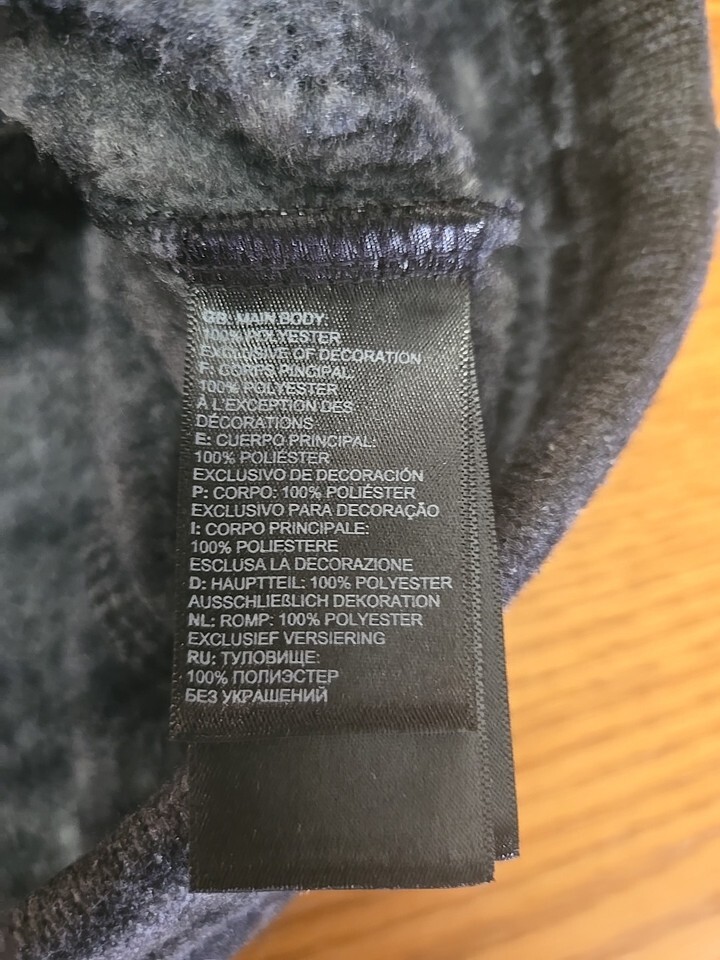 GB: MAIN BODY:
100% POLYESTER
EXCLUSIVE OF DECORATION
F: CORPS PINCIPAL
100% POLYESTER
À L'EXCEPTION DES
DÉCORATIONS
E: CUERPO PRINCIPAL:
100% POLIÉSTER
EXCLUSIVO DE DECORACIÓN
P: CORPO: 100% POLIÉSTER
EXCLUSIVO PARA DECORAÇÃO
I: CORPO PRINCIPALE:
100% POLIESTERE
ESCLUSA LA DECORAZIONE
D: HAUPTTEIL: 100% POLYESTER
AUSSCHLIEßLICH DEKORATION
NL: ROMP: 100% POLYESTER
EXCLUSIEF VERSIERING
RU: ТУЛОВИЩЕ:
100% ПОЛИЭСТЕР
БЕЗ УКРАШЕНИЙ